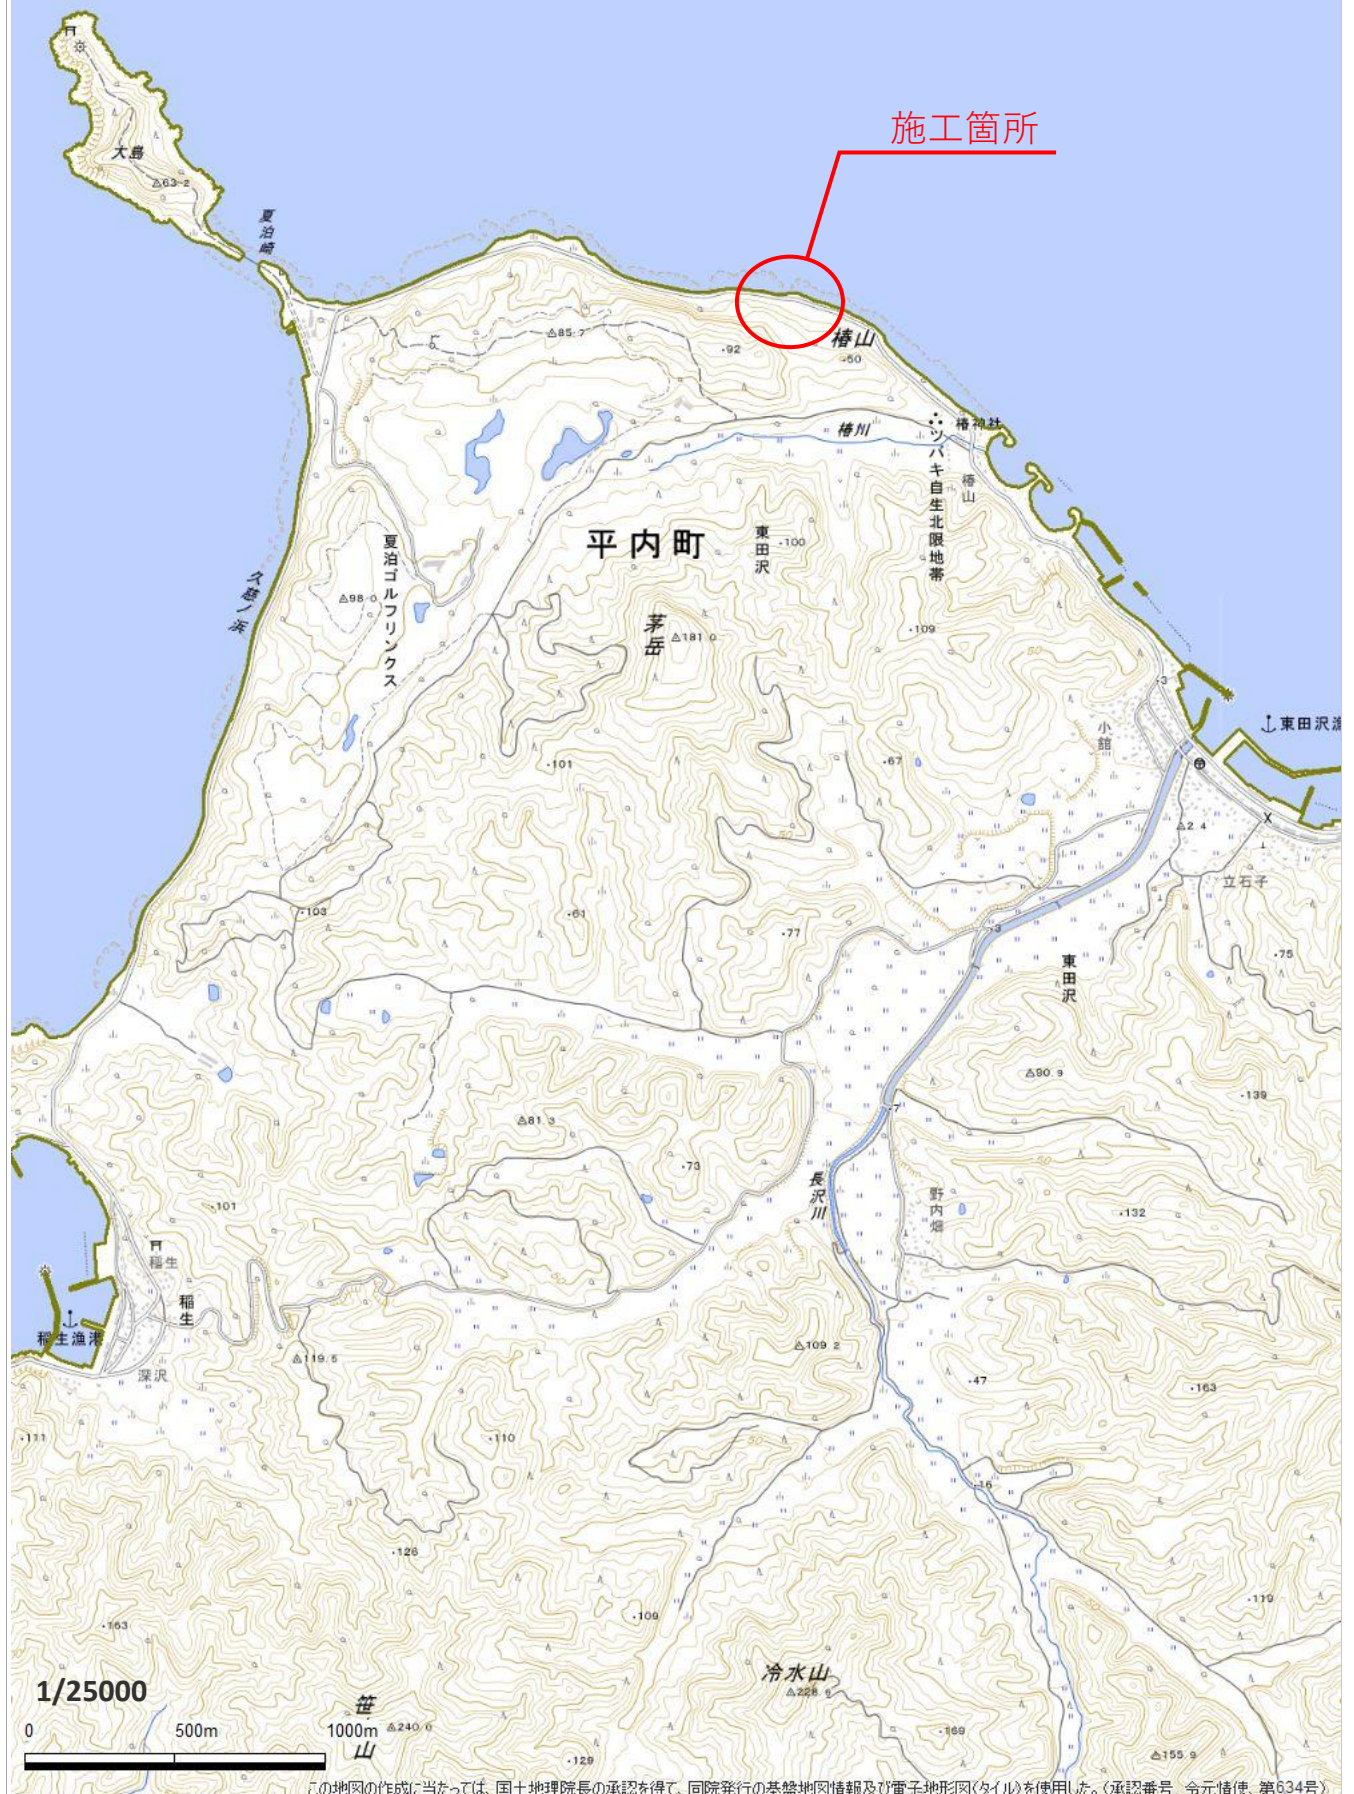 施工箇所
大島
△63.2
夏泊崎
△85.7
・92
椿山
・50
椿神社
椿川
ツバキ自生北限地帯
椿山
平内町
東田沢
・100
夏泊ゴルフリンクス
久慈ノ浜
△98.0
茅岳
△181.0
・109
50
・3
小館
東田沢漁
・101
・67
50
△2.4
立石子
・103
・61
・77
・3
東田沢
・75
△90.9
・139
・7
△81.3
・73
長沢川
野内畑
・132
・101
稲生
稲生
50
稲生漁港
△119.5
深沢
△109.2
・47
・163
・111
・110
50
・16
・126
・109
50
・119
・163
冷水山
△228.6
1/25000
笹山
△240.0
0 500m 1000m
・169
・129
△155.9
この地図の作成に当たっては、国土地理院長の承認を得て、同院発行の基盤地図情報及び電子地形図(タイル)を使用した。(承認番号 令元情使、第634号)